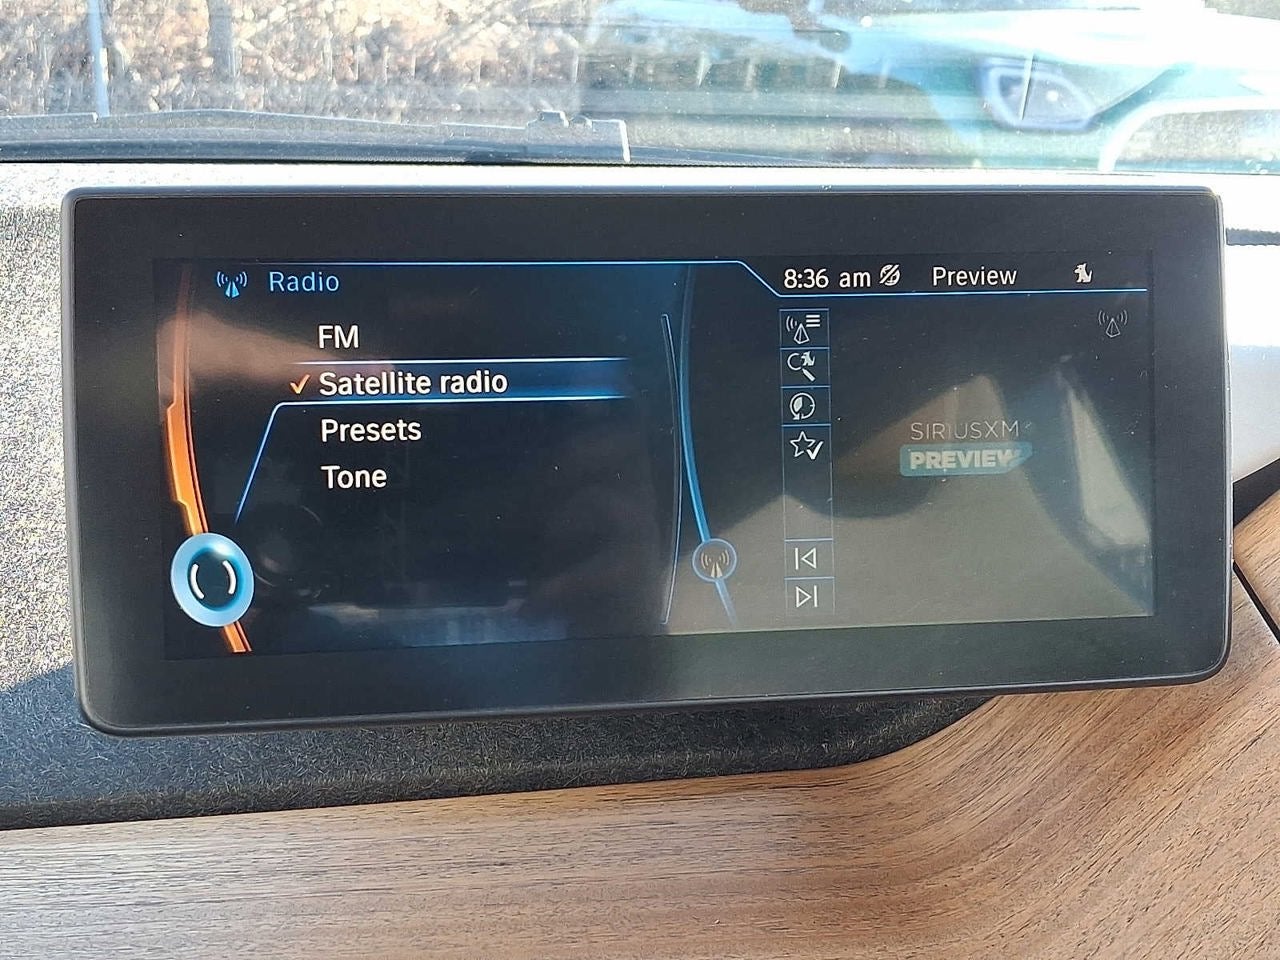 Radio
8:36 am
Preview
FM
Satellite radio
Presets
Tone
SIRIUSXM
PREVIEW